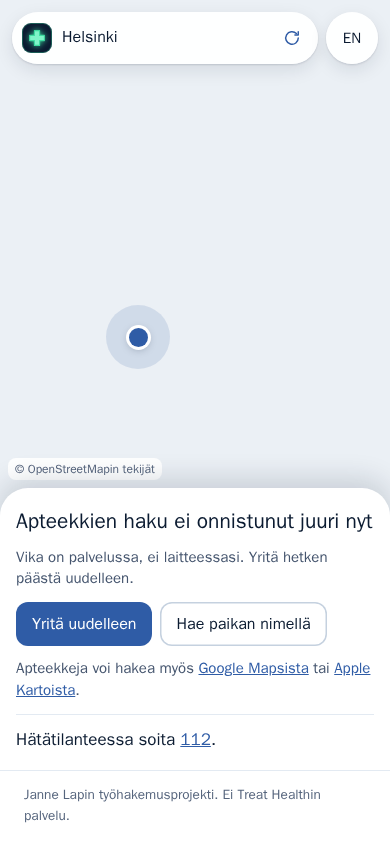 Helsinki
EN
© OpenStreetMapin tekijät
Apteekkien haku ei onnistunut juuri nyt
Vika on palvelussa, ei laitteessasi. Yritä hetken
päästä uudelleen.
Yritä uudelleen
Hae paikan nimellä
Apteekkeja voi hakea myös Google Mapsista tai Apple
Kartoista.
Hätätilanteessa soita 112.
Janne Lapin työhakemusprojekti. Ei Treat Healthin
palvelu.